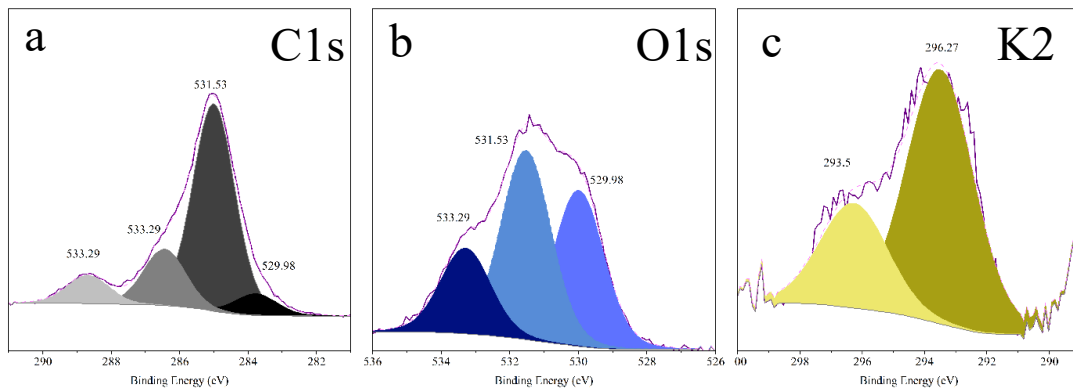 a
C1s
531.53
533.29
533.29
529.98
290
288
286
284
282
Binding Energy (eV)
b
O1s
531.53
529.98
533.29
536
534
532
530
528
526
Binding Energy (eV)
c
K2
296.27
293.5
00
298
296
294
292
290
Binding Energy (eV)